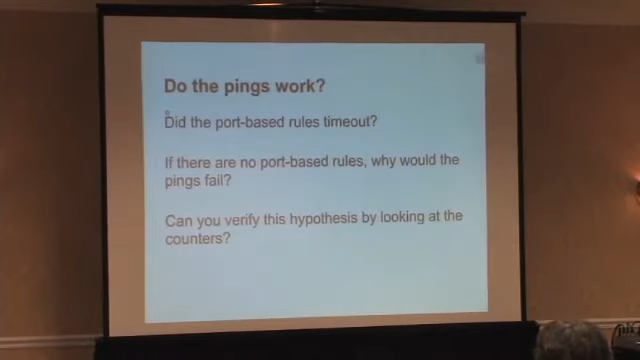 Do the pings work?
Did the port-based rules timeout?
If there are no port-based rules, why would the
pings fail?
Can you verify this hypothesis by looking at the
counters?